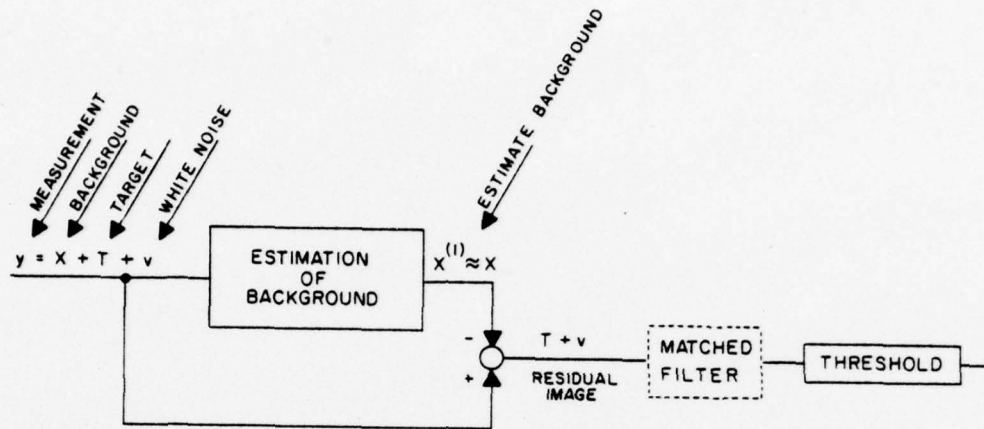 MEASUREMENT
BACKGROUND
TARGET
WHITE NOISE
ESTIMATE BACKGROUND
y = X + T + v
ESTIMATION
OF
BACKGROUND
X^(1) ≈ X
-
+
T + v
RESIDUAL
IMAGE
MATCHED
FILTER
THRESHOLD